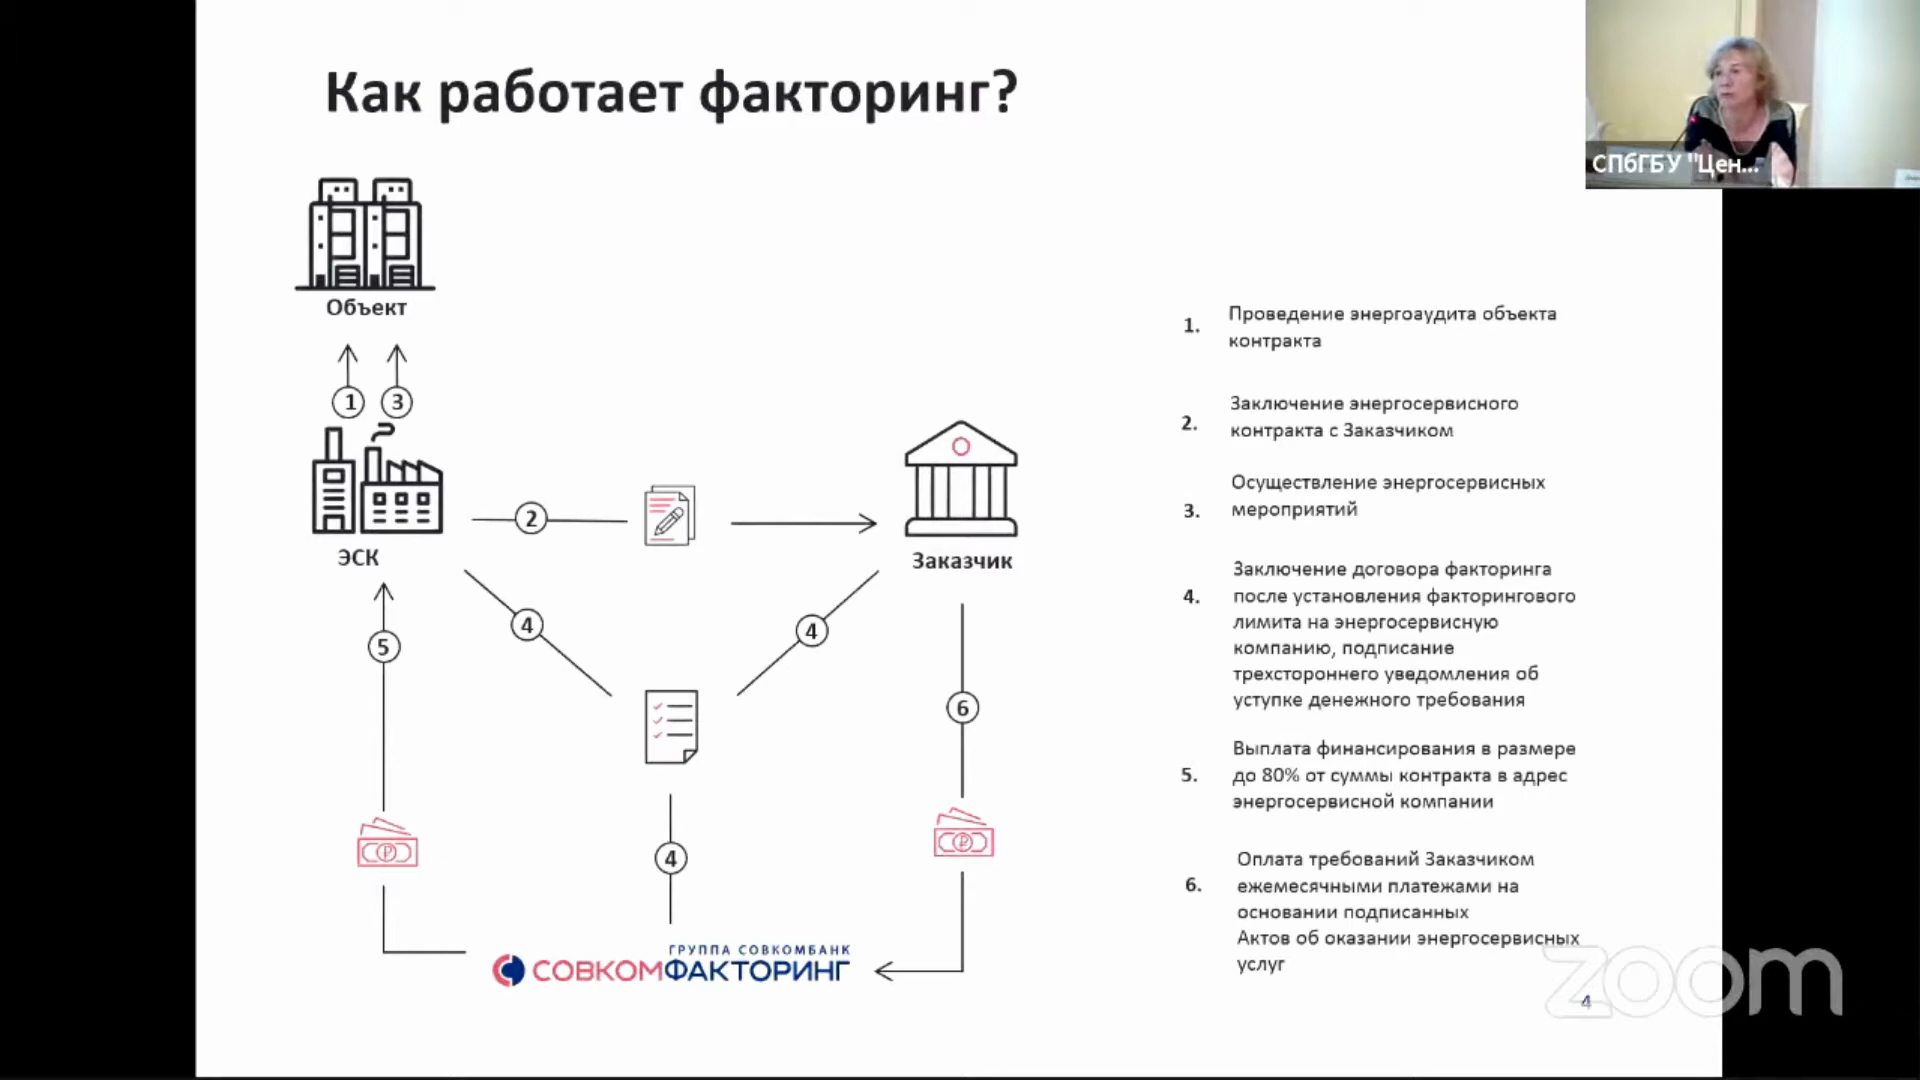 Как работает факторинг?
СПбГБУ "Цен...
Объект
1
3
ЭСК
2
Заказчик
4
4
5
6
4
ГРУППА СОВКОМБАНК
СОВКОМФАКТОРИНГ
1. Проведение энергоаудита объекта
контракта
2. Заключение энергосервисного
контракта с Заказчиком
3. Осуществление энергосервисных
мероприятий
4. Заключение договора факторинга
после установления факторингового
лимита на энергосервисную
компанию, подписание
трехстороннего уведомления об
уступке денежного требования
5. Выплата финансирования в размере
до 80% от суммы контракта в адрес
энергосервисной компании
6. Оплата требований Заказчиком
ежемесячными платежами на
основании подписанных
Актов об оказании энергосервисных
услуг
zoom
4